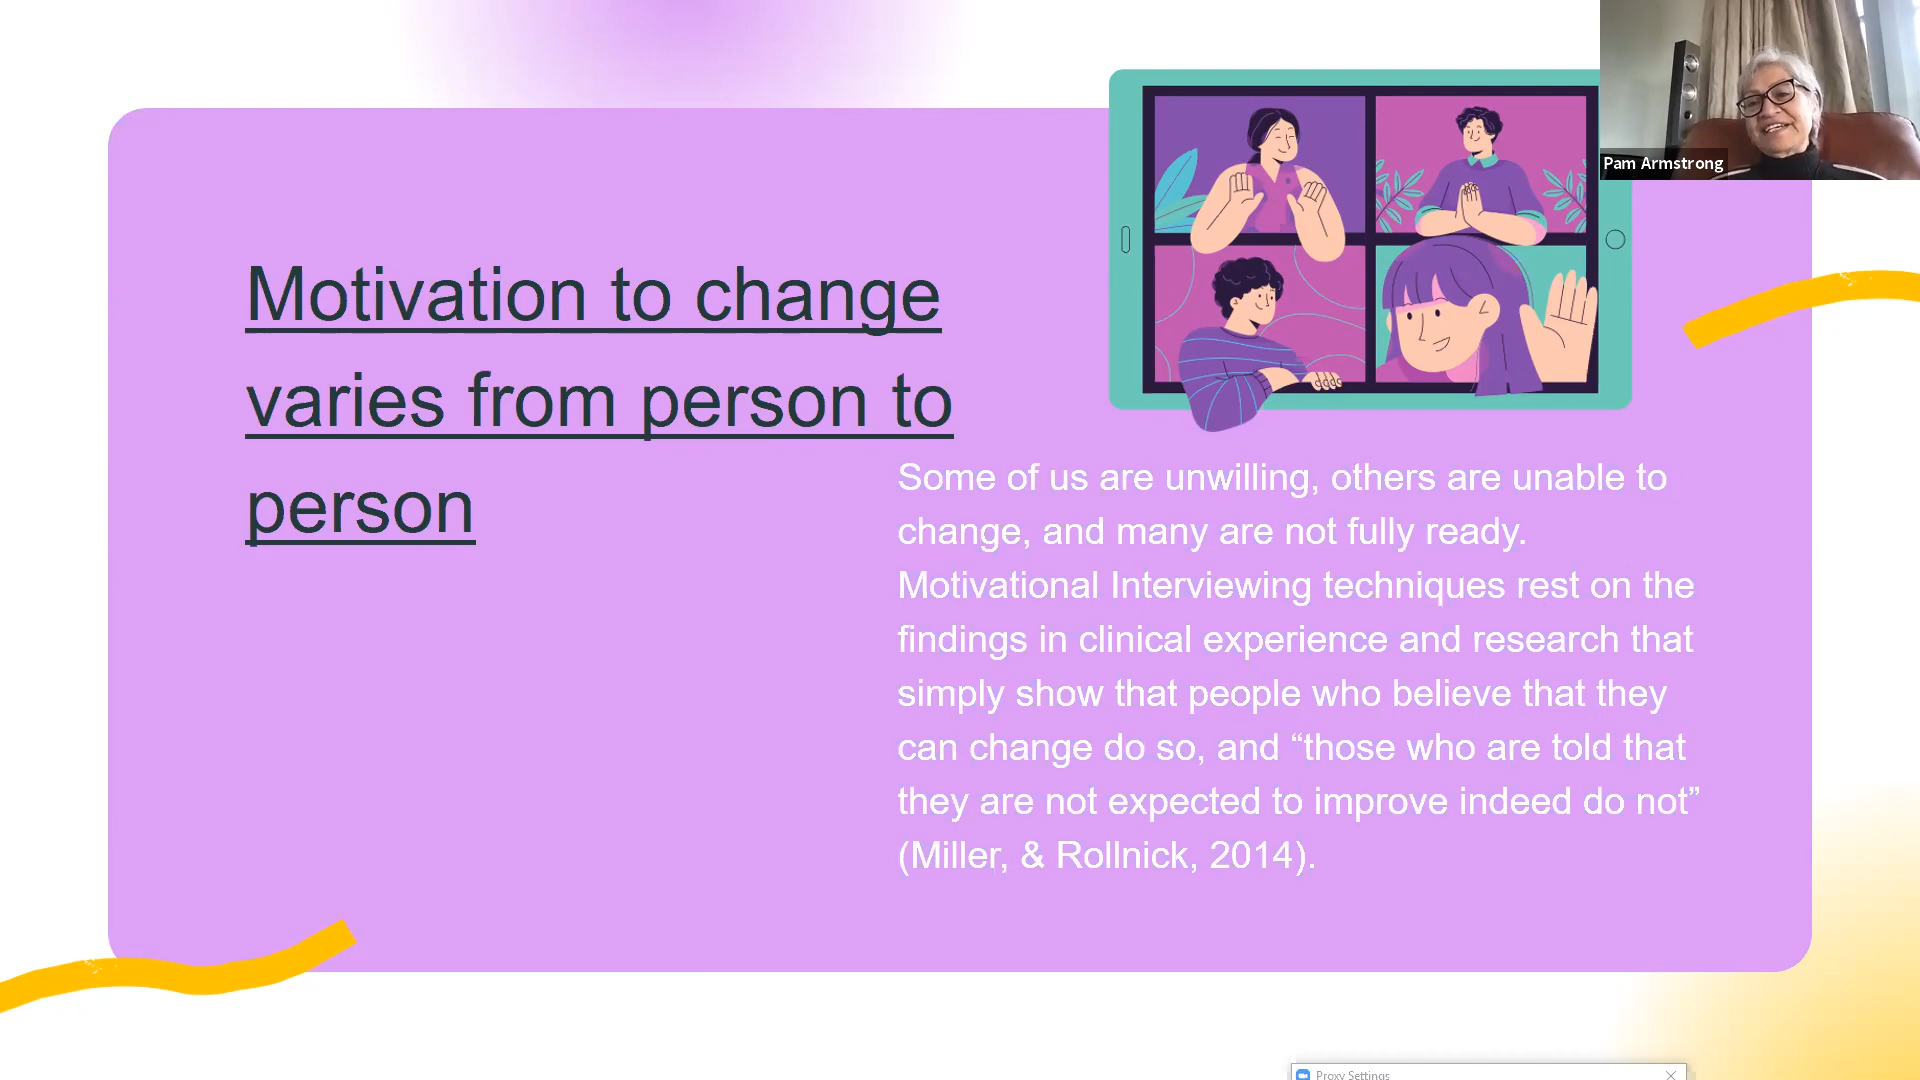 Pam Armstrong
Motivation to change
varies from person to
person
Some of us are unwilling, others are unable to
change, and many are not fully ready.
Motivational Interviewing techniques rest on the
findings in clinical experience and research that
simply show that people who believe that they
can change do so, and “those who are told that
they are not expected to improve indeed do not”
(Miller, & Rollnick, 2014).
Proxy Settings